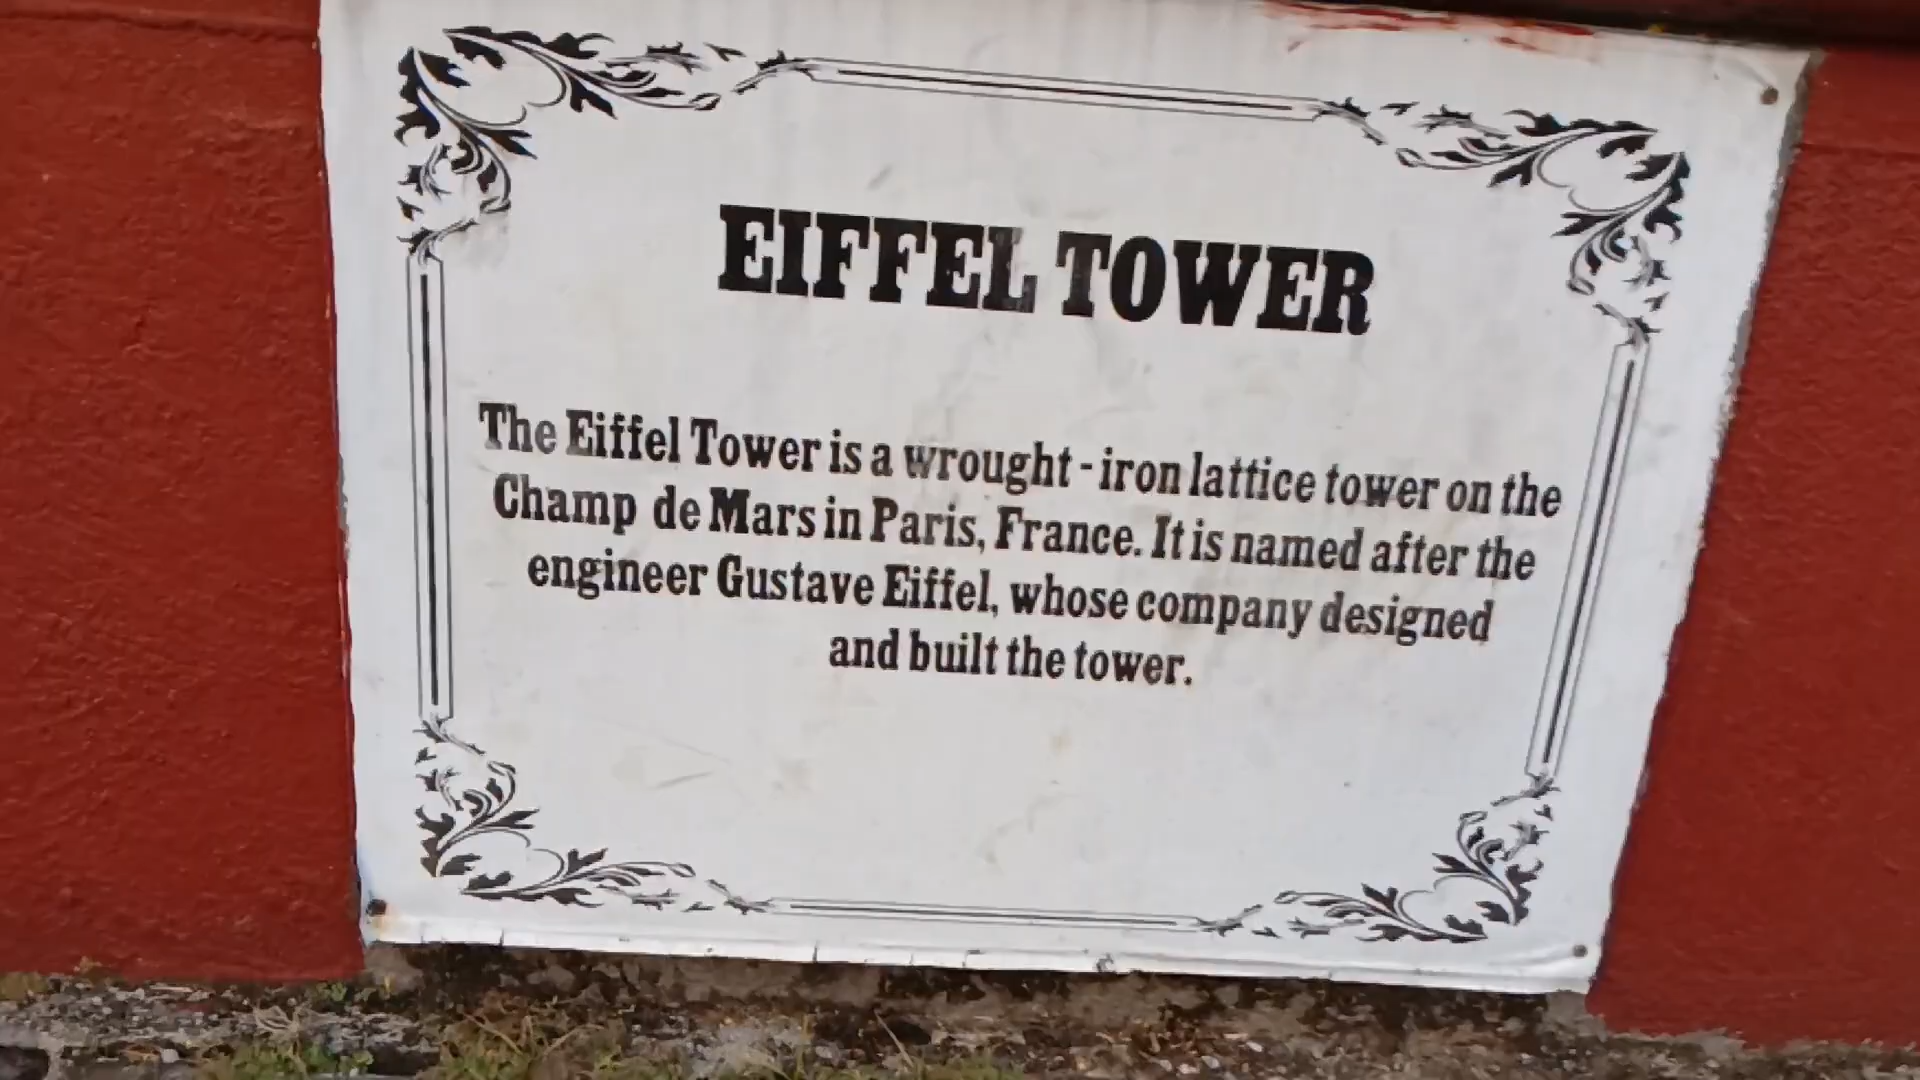 EIFFEL TOWER
The Eiffel Tower is a wrought - iron lattice tower on the
Champ de Mars in Paris, France. It is named after the
engineer Gustave Eiffel, whose company designed
and built the tower.